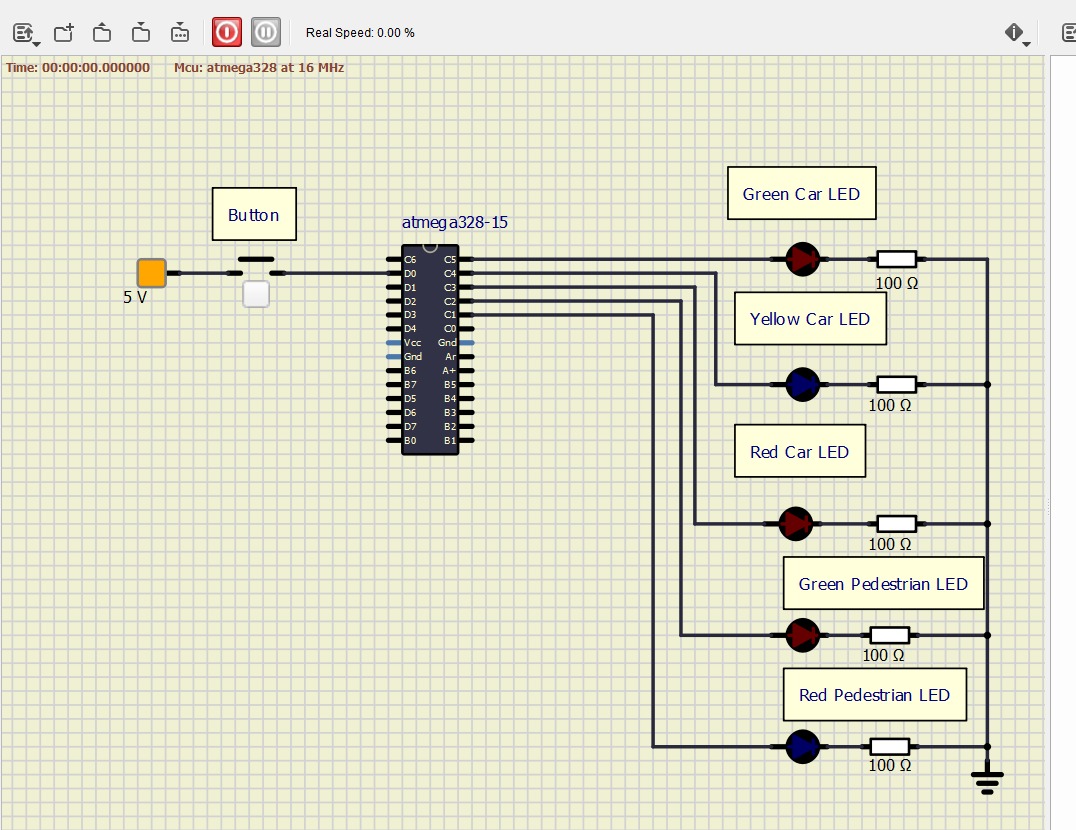 Real Speed: 0.00 %
Time: 00:00:00.000000 Mcu: atmega328 at 16 MHz
Green Car LED
Button
atmega328-15
5 V
C6 C5
D0 C4
D1 C3
D2 C2
D3 C1
D4 C0
Vcc Gnd
Gnd Ar
B6 A+
B7 B5
D5 B4
D6 B3
D7 B2
B0 B1
100 Ω
Yellow Car LED
100 Ω
Red Car LED
100 Ω
Green Pedestrian LED
100 Ω
Red Pedestrian LED
100 Ω